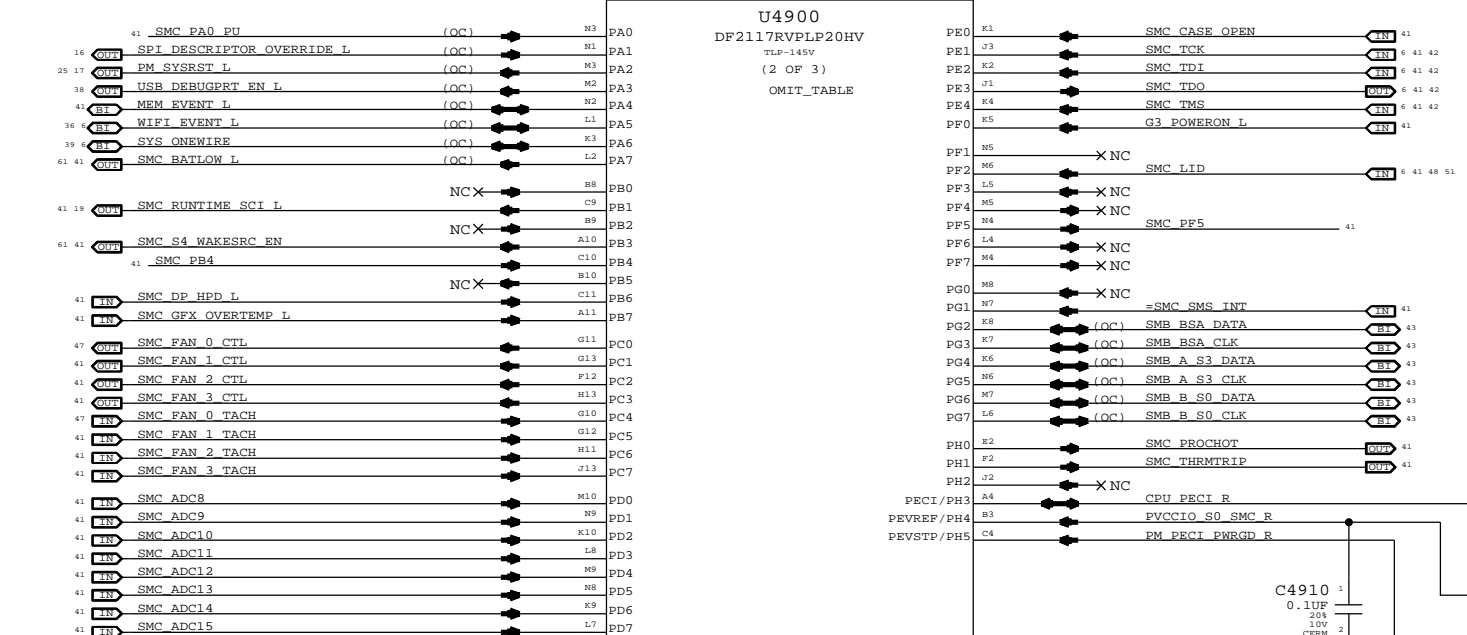 U4900
DF2117RVPLP20HV
TLP-145V
(2 OF 3)
OMIT_TABLE
41 SMC_PA0_PU (OC) N3 PA0
16 OUT SPI_DESCRIPTOR_OVERRIDE_L (OC) N1 PA1
25 17 OUT PM_SYSRST_L (OC) M3 PA2
38 OUT USB_DEBUGPRT_EN_L (OC) M2 PA3
41 BI MEM_EVENT_L (OC) N2 PA4
36 6 BI WIFI_EVENT_L (OC) L1 PA5
39 6 BI SYS_ONEWIRE (OC) K3 PA6
61 41 OUT SMC_BATLOW_L (OC) L2 PA7
NC B8 PB0
41 19 OUT SMC_RUNTIME_SCI_L C9 PB1
NC B9 PB2
61 41 OUT SMC_S4_WAKESRC_EN A10 PB3
41 SMC_PB4 C10 PB4
NC B10 PB5
41 IN SMC_DP_HPD_L C11 PB6
41 IN SMC_GFX_OVERTEMP_L A11 PB7
47 OUT SMC_FAN_0_CTL G11 PC0
41 OUT SMC_FAN_1_CTL G13 PC1
41 OUT SMC_FAN_2_CTL F12 PC2
41 OUT SMC_FAN_3_CTL H13 PC3
47 IN SMC_FAN_0_TACH G10 PC4
41 IN SMC_FAN_1_TACH G12 PC5
41 IN SMC_FAN_2_TACH H11 PC6
41 IN SMC_FAN_3_TACH J13 PC7
41 IN SMC_ADC8 M10 PD0
41 IN SMC_ADC9 N9 PD1
41 IN SMC_ADC10 K10 PD2
41 IN SMC_ADC11 L8 PD3
41 IN SMC_ADC12 M9 PD4
41 IN SMC_ADC13 N8 PD5
41 IN SMC_ADC14 K9 PD6
41 IN SMC_ADC15 L7 PD7
PE0 K1 SMC_CASE_OPEN IN 41
PE1 J3 SMC_TCK IN 6 41 42
PE2 K2 SMC_TDI IN 6 41 42
PE3 J1 SMC_TDO OUT 6 41 42
PE4 K4 SMC_TMS IN 6 41 42
PF0 K5 G3_POWERON_L IN 41
PF1 N5 NC
PF2 M6 SMC_LID IN 6 41 48 51
PF3 L5 NC
PF4 M5 NC
PF5 N4 SMC_PF5 41
PF6 L4 NC
PF7 M4 NC
PG0 M8 NC
PG1 N7 =SMC_SMS_INT IN 41
PG2 K8 (OC) SMB_BSA_DATA BI 43
PG3 K7 (OC) SMB_BSA_CLK BI 43
PG4 K6 (OC) SMB_A_S3_DATA BI 43
PG5 N6 (OC) SMB_A_S3_CLK BI 43
PG6 M7 (OC) SMB_B_S0_DATA BI 43
PG7 L6 (OC) SMB_B_S0_CLK BI 43
PH0 E2 SMC_PROCHOT OUT 41
PH1 F2 SMC_THRMTRIP OUT 41
PH2 J2 NC
PECI/PH3 A4 CPU_PECI_R
PEVREF/PH4 B3 PVCCIO_S0_SMC_R
PEVSTP/PH5 C4 PM_PECI_PWRGD_R
C4910 1
0.1UF
20%
10V
CERM 2